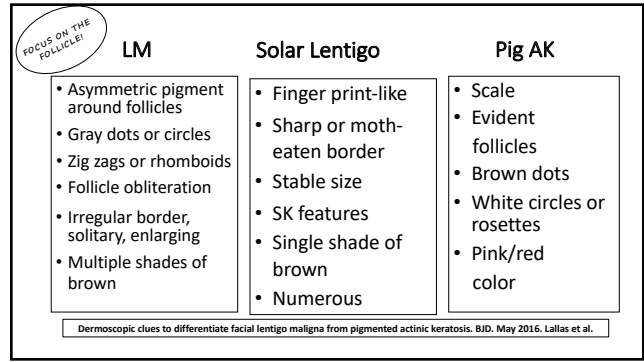 FOCUS ON THE
FOLLICLE!
LM
• Asymmetric pigment
around follicles
• Gray dots or circles
• Zig zags or rhomboids
• Follicle obliteration
• Irregular border,
solitary, enlarging
• Multiple shades of
brown
Solar Lentigo
• Finger print-like
• Sharp or moth-
eaten border
• Stable size
• SK features
• Single shade of
brown
• Numerous
Pig AK
• Scale
• Evident
follicles
• Brown dots
• White circles or
rosettes
• Pink/red
color
Dermoscopic clues to differentiate facial lentigo maligna from pigmented actinic keratosis. BJD. May 2016. Lallas et al.